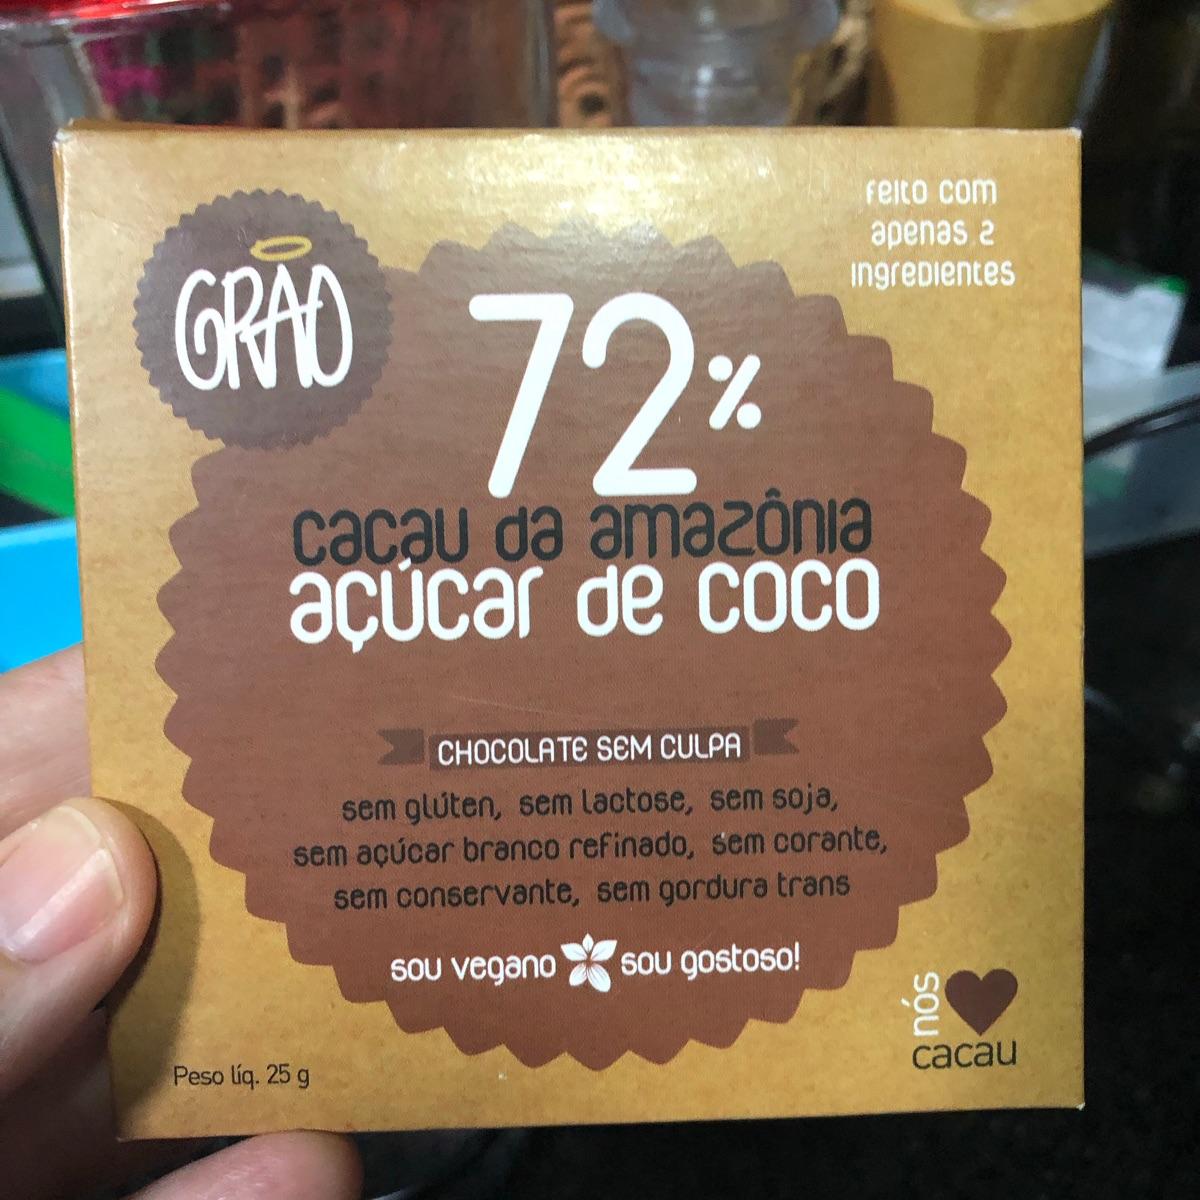 GRÃO
feito com
apenas 2
ingredientes
72%
cacau da amazônia
açúcar de coco
CHOCOLATE SEM CULPA
sem glúten, sem lactose, sem soja,
sem açúcar branco refinado, sem corante,
sem conservante, sem gordura trans
sou vegano sou gostoso!
nós
cacau
Peso líq. 25 g